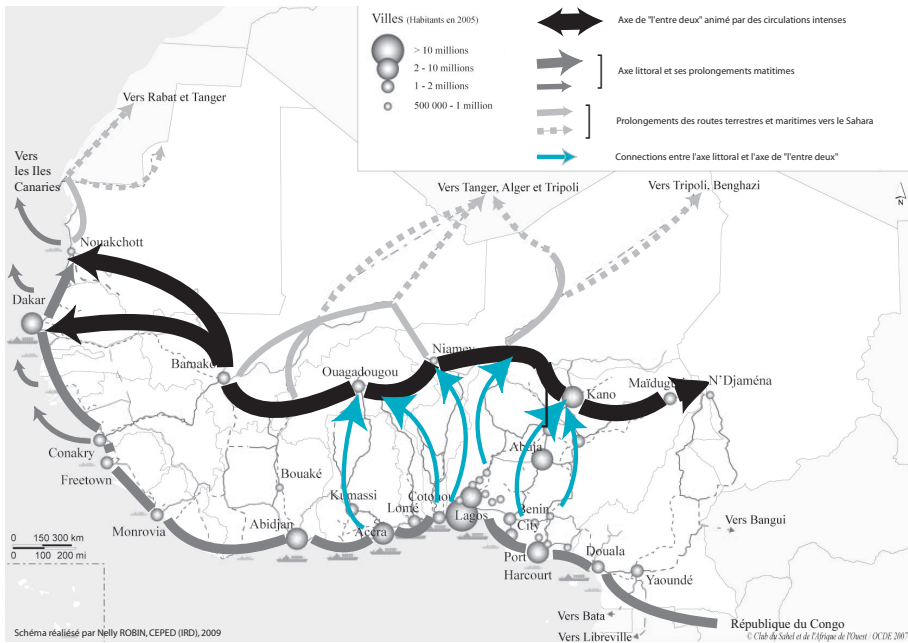 Villes (Habitants en 2005)
> 10 millions
2 - 10 millions
1 - 2 millions
500 000 - 1 million
Axe de "l'entre deux" animé par des circulations intenses
Axe littoral et ses prolongements matitimes
Prolongements des routes terrestres et maritimes vers le Sahara
Connections entre l'axe littoral et l'axe de "l'entre deux"
Vers Rabat et Tanger
Vers
les Iles
Canaries
Vers Tanger, Alger et Tripoli
Vers Tripoli, Benghazi
N
Nouakchott
Dakar
Bamako
Ouagadougou
Niamey
Kano
N'Djaména
Abuja
Conakry
Freetown
Monrovia
Bouaké
Abidjan
Kumassi
Accra
Lomé
Lagos
Benin
City
Port
Harcourt
Douala
Yaoundé
Vers Bangui
0 150 300 km
0 100 200 mi
Vers Bata
Vers Libreville
République du Congo
Schéma réaliésé par Nelly ROBIN, CEPED (IRD), 2009
© Club du Sahel et de l'Afrique de l'Ouest / OCDE 200